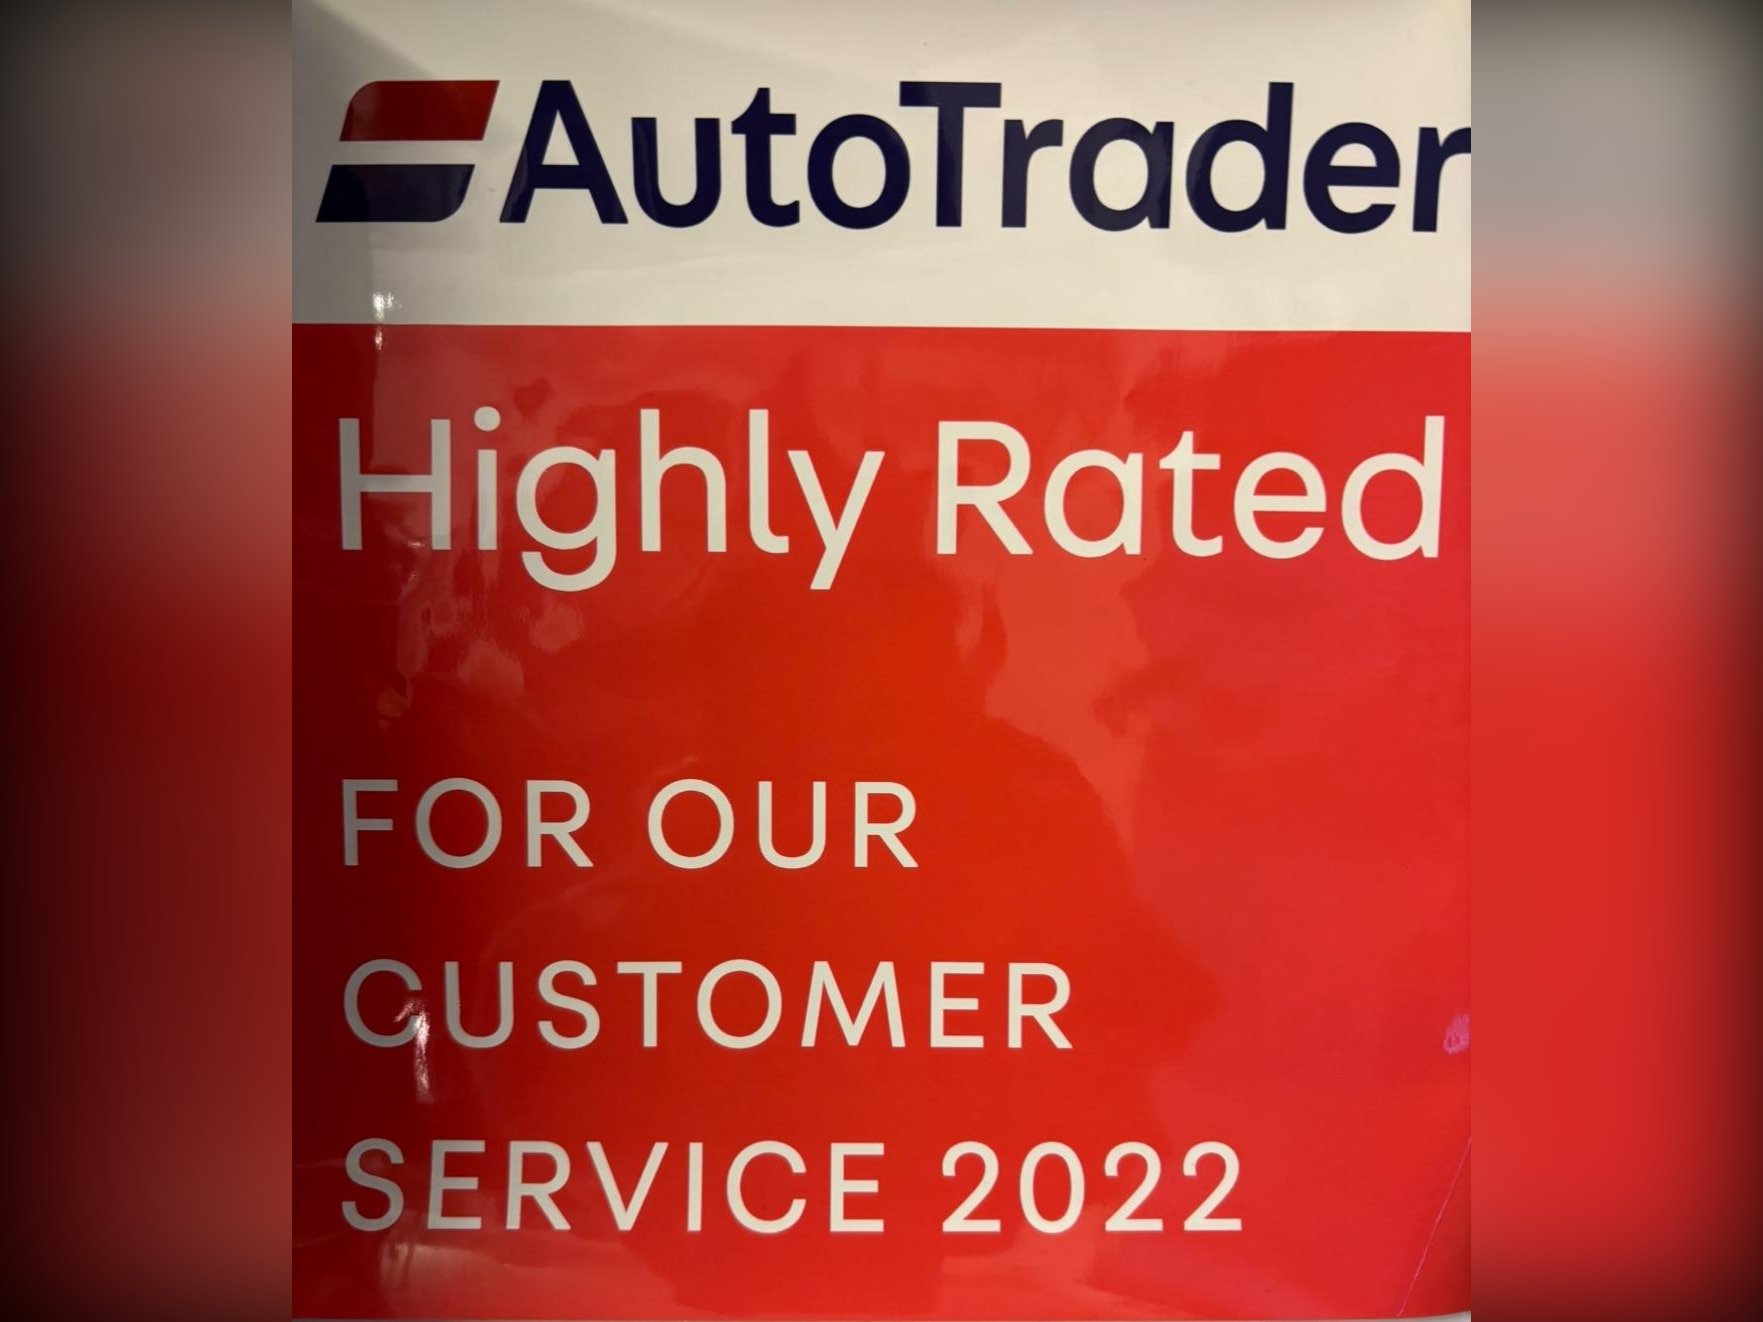 AutoTrader
Highly Rated
FOR OUR
CUSTOMER
SERVICE 2022